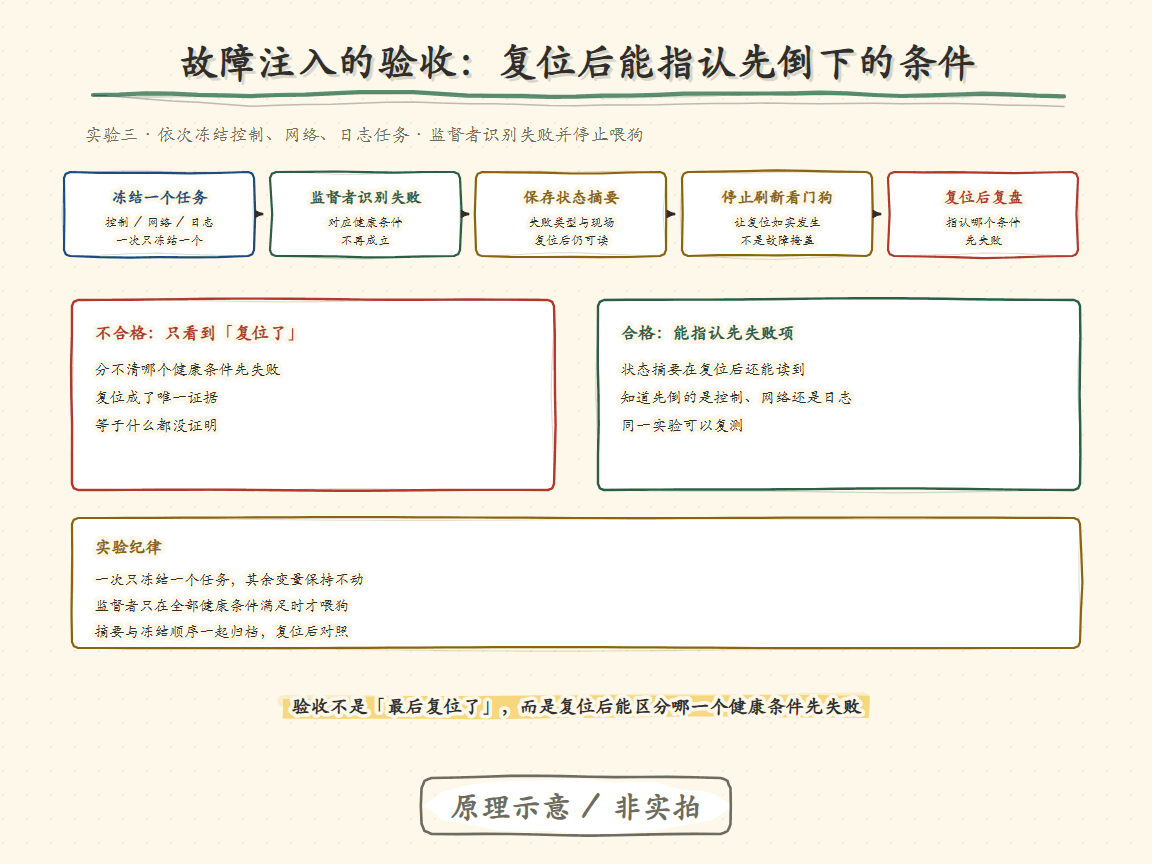 故障注入的验收：复位后能指认先倒下的条件
实验三·依次冻结控制、网络、日志任务·监督者识别失败并停止喂狗
冻结一个任务
控制 / 网络 / 日志
一次只冻结一个
监督者识别失败
对应健康条件
不再成立
保存状态摘要
失败类型与现场
复位后仍可读
停止刷新看门狗
让复位如实发生
不是故障掩盖
复位后复盘
指认哪个条件
先失败
不合格：只看到「复位了」
分不清哪个健康条件先失败
复位成了唯一证据
等于什么都没证明
合格：能指认先失败项
状态摘要在复位后还能读到
知道先倒的是控制、网络还是日志
同一实验可以复测
实验纪律
一次只冻结一个任务，其余变量保持不动
监督者只在全部健康条件满足时才喂狗
摘要与冻结顺序一起归档，复位后对照
验收不是「最后复位了」，而是复位后能区分哪一个健康条件先失败
原理示意 / 非实拍